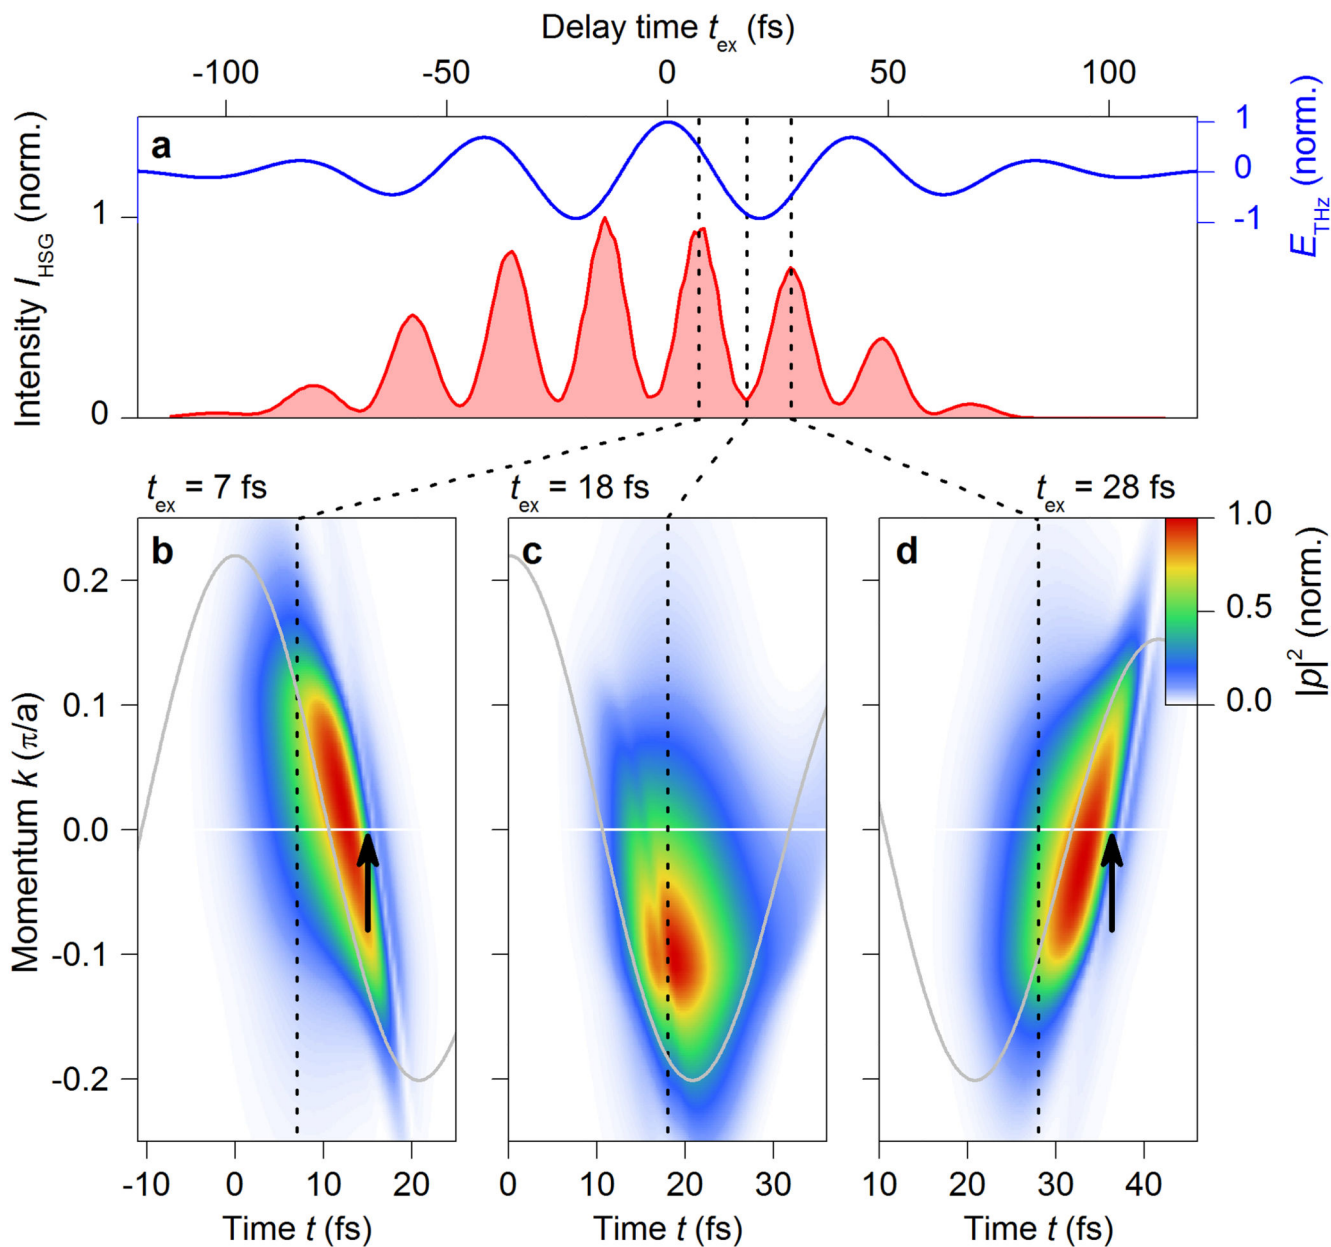 Delay time t_ex (fs)
-100 -50 0 50 100
a
Intensity I_HSG (norm.)
1
0
1
0
-1
E_THz (norm.)
t_ex = 7 fs
t_ex = 18 fs
t_ex = 28 fs
b
c
d
Momentum k (π/a)
0.2
0.1
0.0
-0.1
-0.2
1.0
0.5
0.0
|p|² (norm.)
-10 0 10 20
0 10 20 30
10 20 30 40
Time t (fs)
Time t (fs)
Time t (fs)